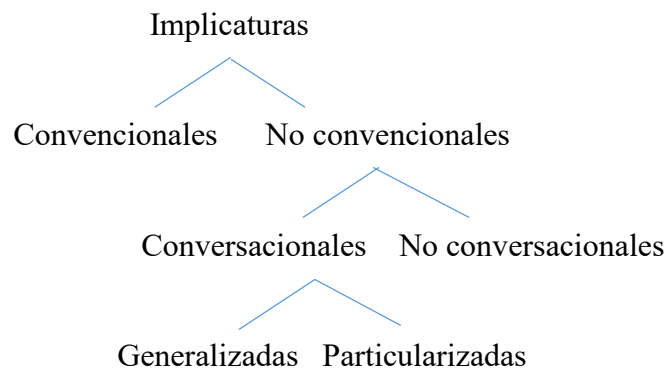 Implicaturas
Convencionales No convencionales
Conversacionales No conversacionales
Generalizadas Particularizadas